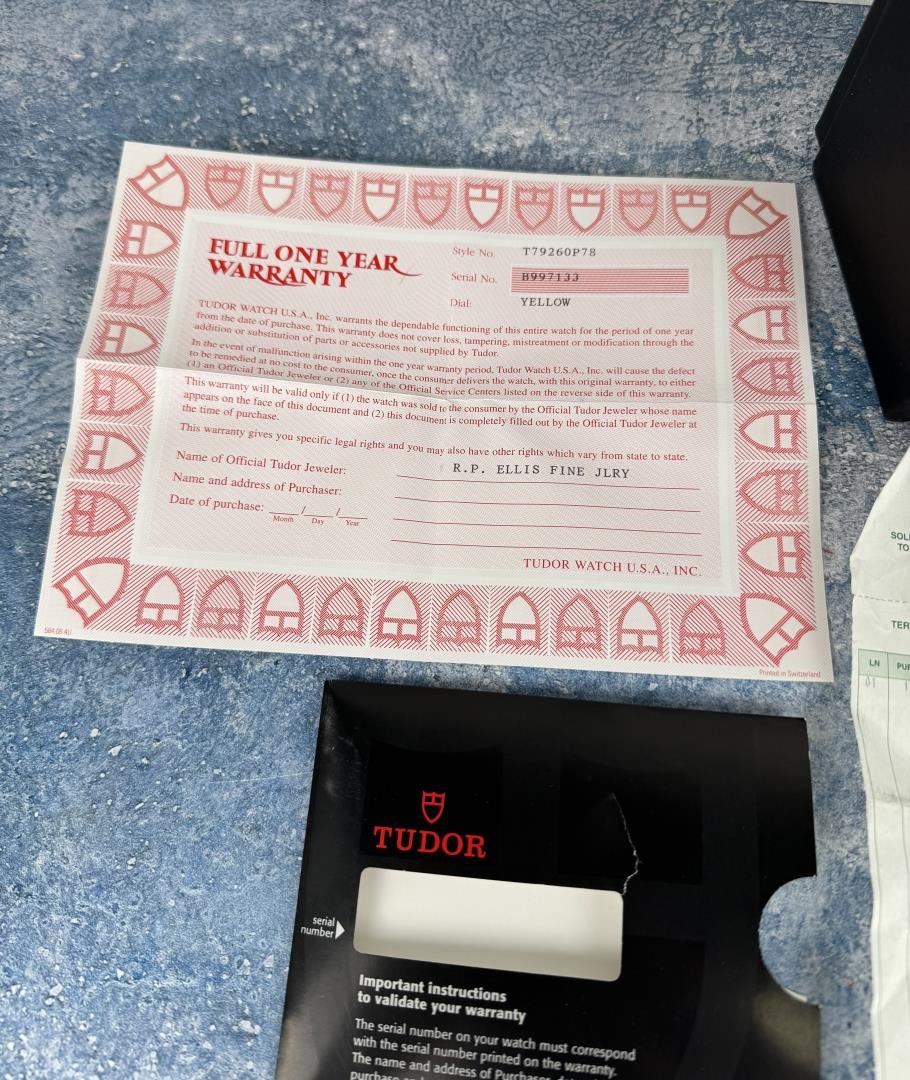 FULL ONE YEAR
WARRANTY
Style No. T79260P78
Serial No. H997133
Dial: YELLOW
TUDOR WATCH U.S.A., Inc. warrants the dependable functioning of this entire watch for the period of one year
from the date of purchase. This warranty does not cover loss, tampering, mistreatment or modification through the
addition or substitution of parts or accessories not supplied by Tudor.
In the event of malfunction arising within the one year warranty period, Tudor Watch U.S.A., Inc. will cause the defect
to be remedied at no cost to the consumer, once the consumer delivers the watch, with this original warranty, to either
(1) an Official Tudor Jeweler or (2) any of the Official Service Centers listed on the reverse side of this warranty.
This warranty will be valid only if (1) the watch was sold to the consumer by the Official Tudor Jeweler whose name
appears on the face of this document and (2) this document is completely filled out by the Official Tudor Jeweler at
the time of purchase.
This warranty gives you specific legal rights and you may also have other rights which vary from state to state.
Name of Official Tudor Jeweler: R.P. ELLIS FINE JLRY
Name and address of Purchaser:
Date of purchase: / /
Month Day Year
TUDOR WATCH U.S.A., INC.
564.08 4U
Printed in Switzerland
TUDOR
serial
number
Important instructions
to validate your warranty
The serial number on your watch must correspond
with the serial number printed on the warranty.
The name and address of Purchaser,
TO
LN
01